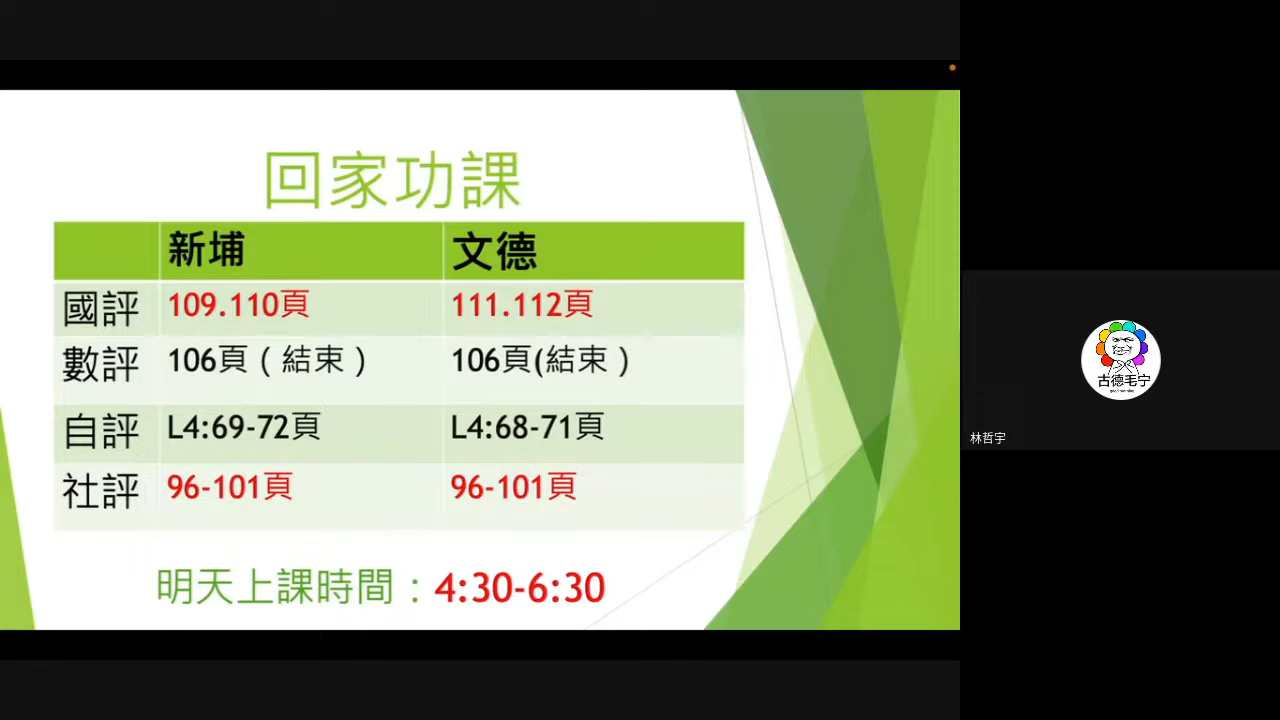 回家功課
新埔 文德
國評 109.110頁 111.112頁
數評 106頁（結束） 106頁(結束）
自評 L4:69-72頁 L4:68-71頁
社評 96-101頁 96-101頁
明天上課時間：4:30-6:30
古德毛宁
good morning
林哲宇